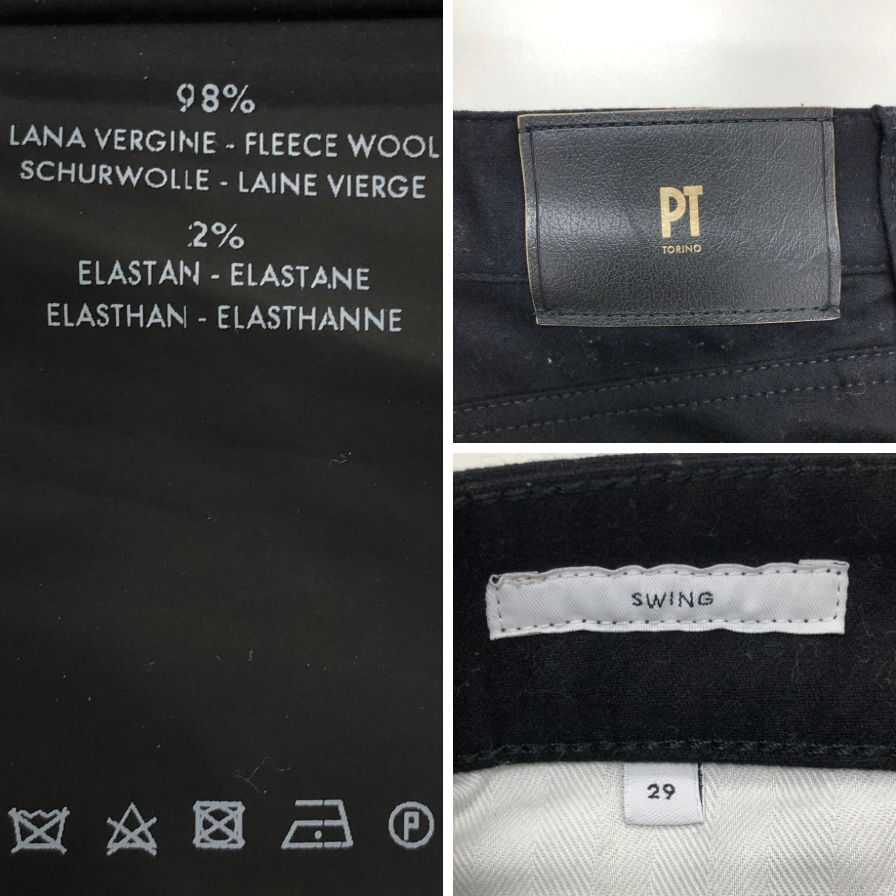 98%
LANA VERGINE - FLEECE WOOL
SCHURWOLLE - LAINE VIERGE
2%
ELASTAN - ELASTANE
ELASTHAN - ELASTHANNE
P
PT
TORINO
SWING
29